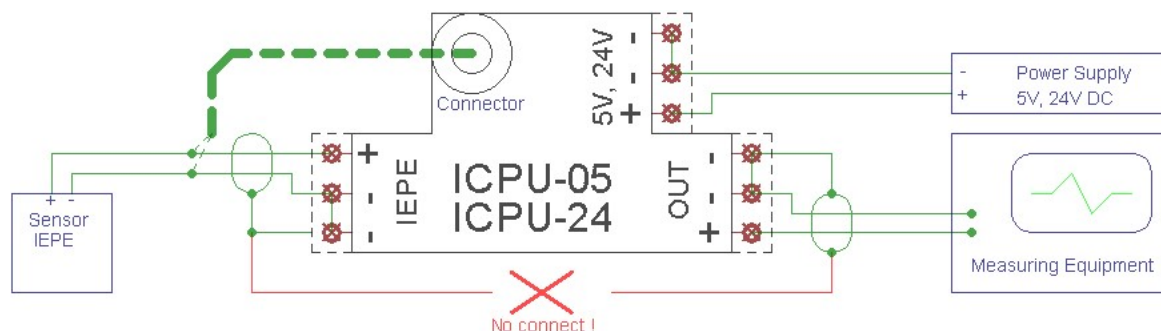 5V, 24V
-
-
+
Connector
- Power Supply
+ 5V, 24V DC
+ -
Sensor
IEPE
IEPE
+
-
-
ICPU-05
ICPU-24
OUT
-
-
+
Measuring Equipment
No connect !